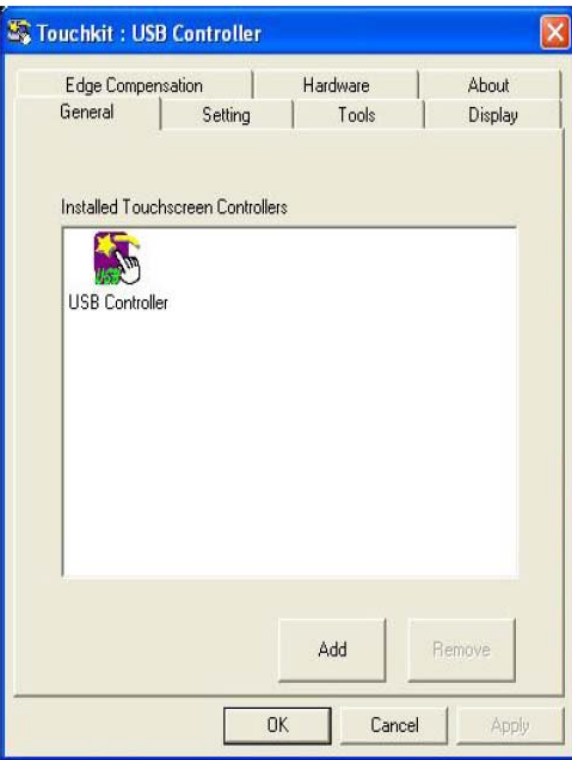 Touchkit : USB Controller
Edge Compensation Hardware About
General Setting Tools Display
Installed Touchscreen Controllers
USB
USB Controller
Add Remove
OK Cancel Apply